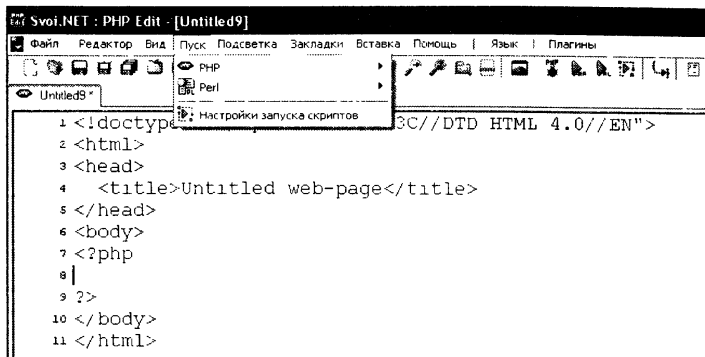 Svoi.NET : PHP Edit - [Untitled9]
Файл Редактор Вид Пуск Подсветка Закладки Вставка Помощь | Язык | Плагины
PHP
Perl
Untitled9 *
Настройки запуска скриптов
1 <!doctype 3C//DTD HTML 4.0//EN">
2 <html>
3 <head>
4 <title>Untitled web-page</title>
5 </head>
6 <body>
7 <?php
8
9 ?>
10 </body>
11 </html>